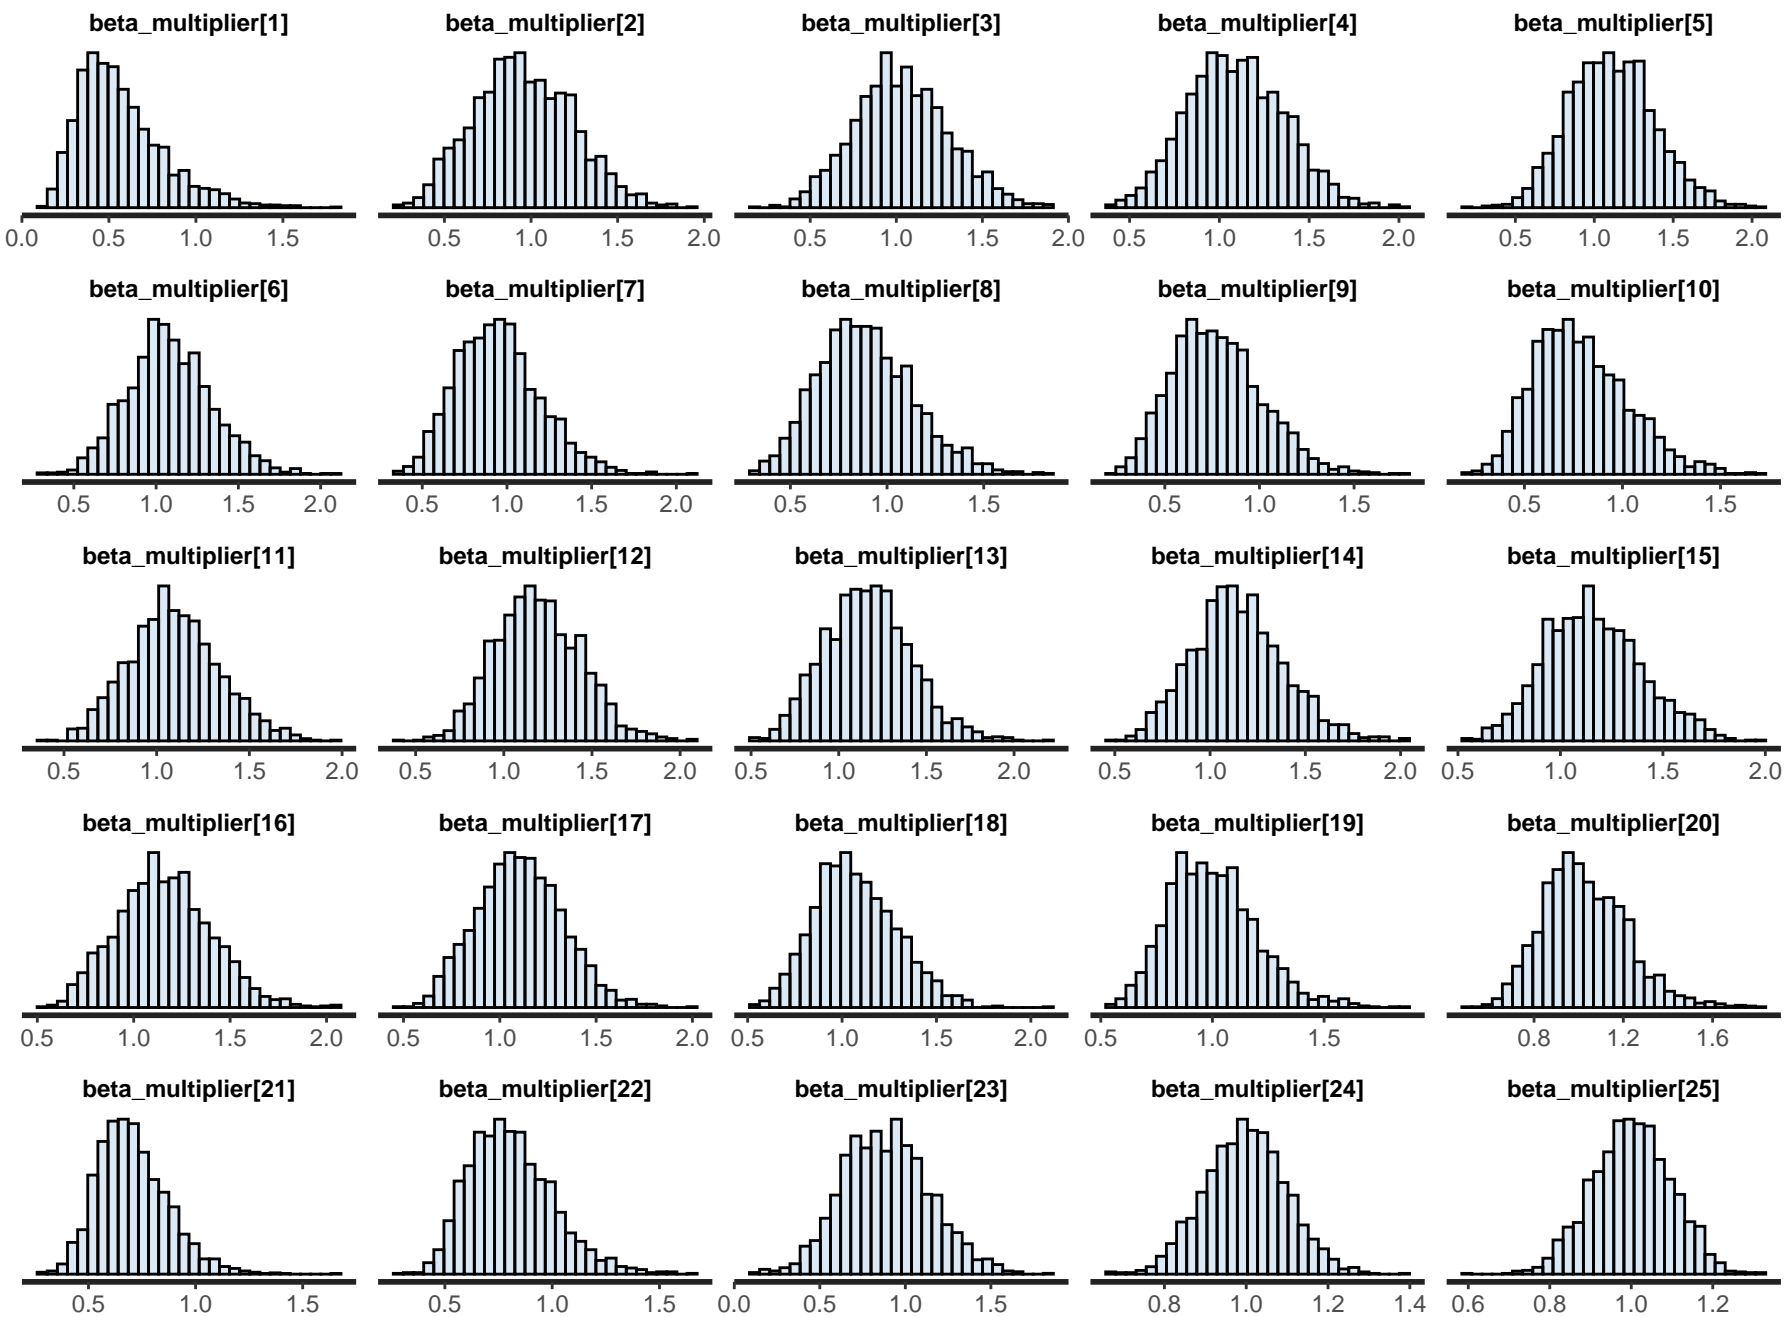 beta_multiplier[1] beta_multiplier[2] beta_multiplier[3] beta_multiplier[4] beta_multiplier[5]
0.0 0.5 1.0 1.5 0.5 1.0 1.5 2.0 0.5 1.0 1.5 2.0 0.5 1.0 1.5 2.0 0.5 1.0 1.5 2.0
beta_multiplier[6] beta_multiplier[7] beta_multiplier[8] beta_multiplier[9] beta_multiplier[10]
0.5 1.0 1.5 2.0 0.5 1.0 1.5 2.0 0.5 1.0 1.5 0.5 1.0 1.5 0.5 1.0 1.5
beta_multiplier[11] beta_multiplier[12] beta_multiplier[13] beta_multiplier[14] beta_multiplier[15]
0.5 1.0 1.5 2.0 0.5 1.0 1.5 2.0 0.5 1.0 1.5 2.0 0.5 1.0 1.5 2.0 0.5 1.0 1.5 2.0
beta_multiplier[16] beta_multiplier[17] beta_multiplier[18] beta_multiplier[19] beta_multiplier[20]
0.5 1.0 1.5 2.0 0.5 1.0 1.5 2.0 0.5 1.0 1.5 2.0 0.5 1.0 1.5 0.8 1.2 1.6
beta_multiplier[21] beta_multiplier[22] beta_multiplier[23] beta_multiplier[24] beta_multiplier[25]
0.5 1.0 1.5 0.5 1.0 1.5 0.0 0.5 1.0 1.5 0.8 1.0 1.2 1.4 0.6 0.8 1.0 1.2